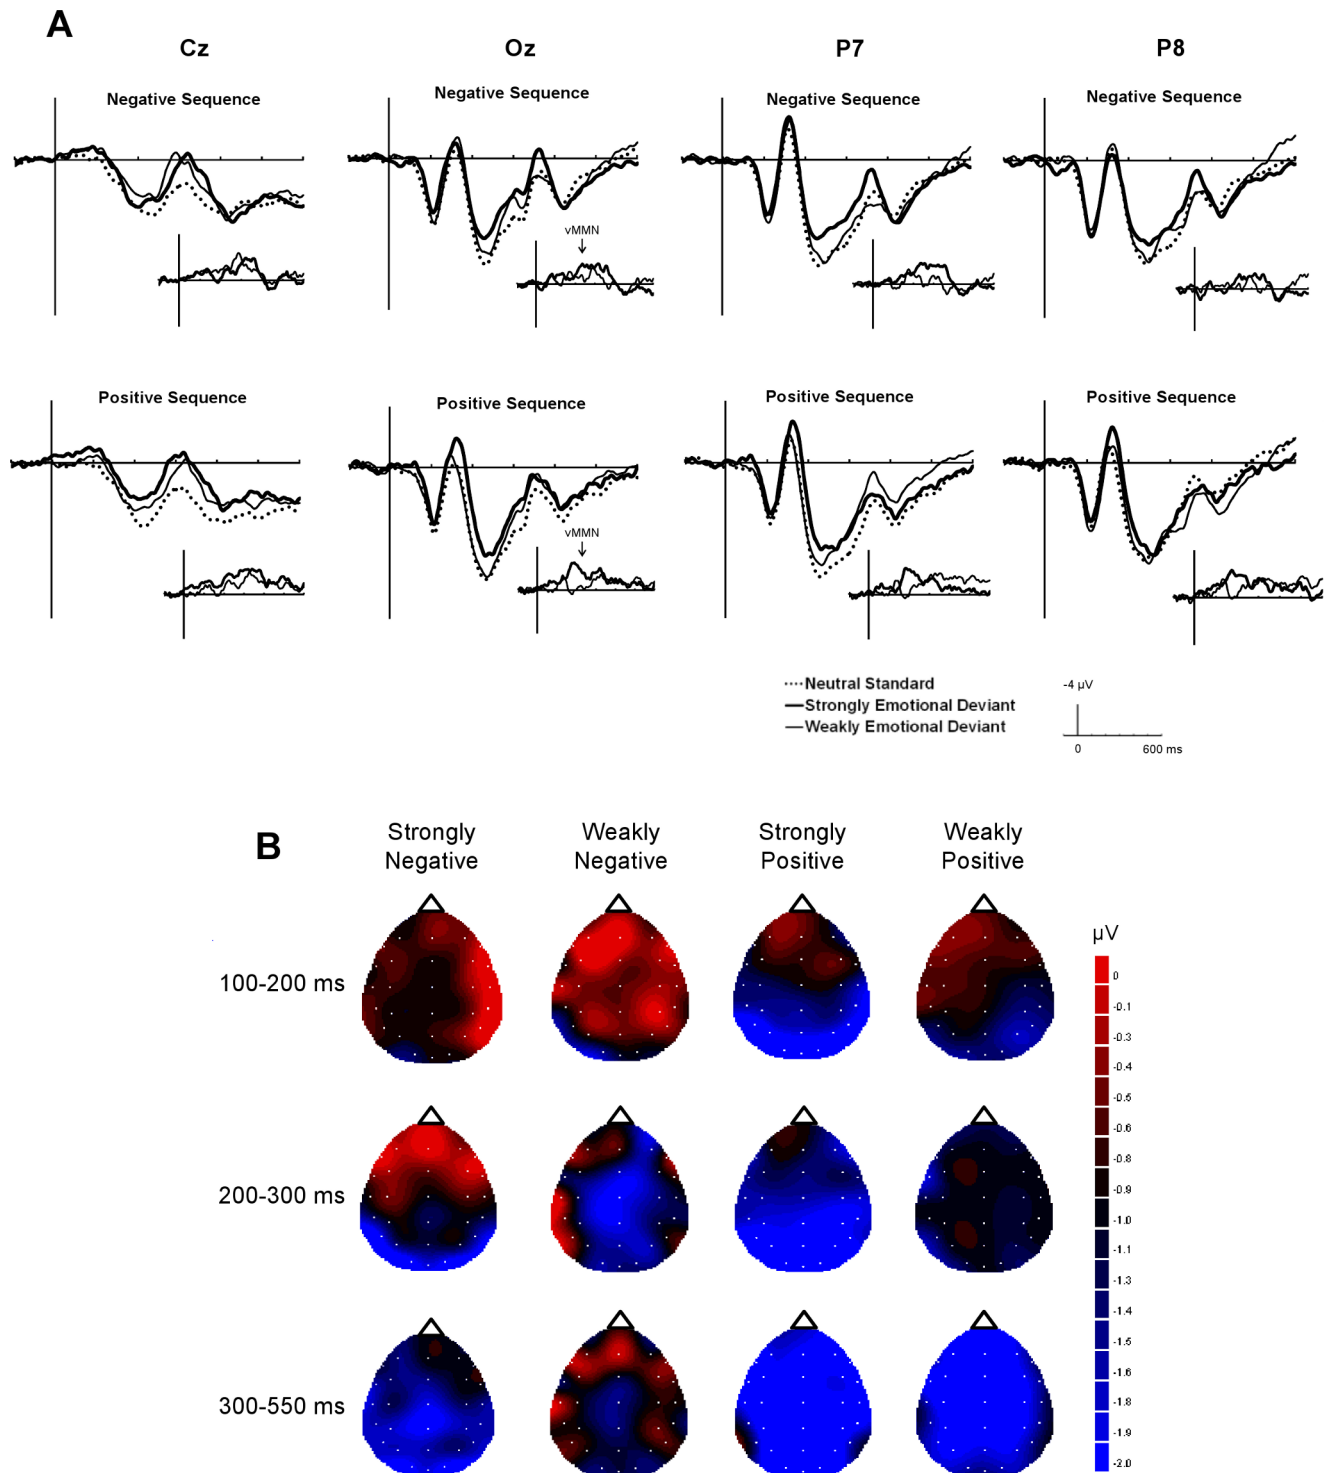 A
Cz
Oz
P7
P8
Negative Sequence
Negative Sequence
Negative Sequence
Negative Sequence
vMMN
Positive Sequence
Positive Sequence
Positive Sequence
Positive Sequence
vMMN
Neutral Standard
Strongly Emotional Deviant
Weakly Emotional Deviant
-4 µV
0
600 ms
B
Strongly
Negative
Weakly
Negative
Strongly
Positive
Weakly
Positive
µV
100-200 ms
200-300 ms
300-550 ms
0
-0.1
-0.3
-0.4
-0.5
-0.6
-0.8
-0.9
-1.0
-1.1
-1.3
-1.4
-1.5
-1.6
-1.8
-1.9
-2.0